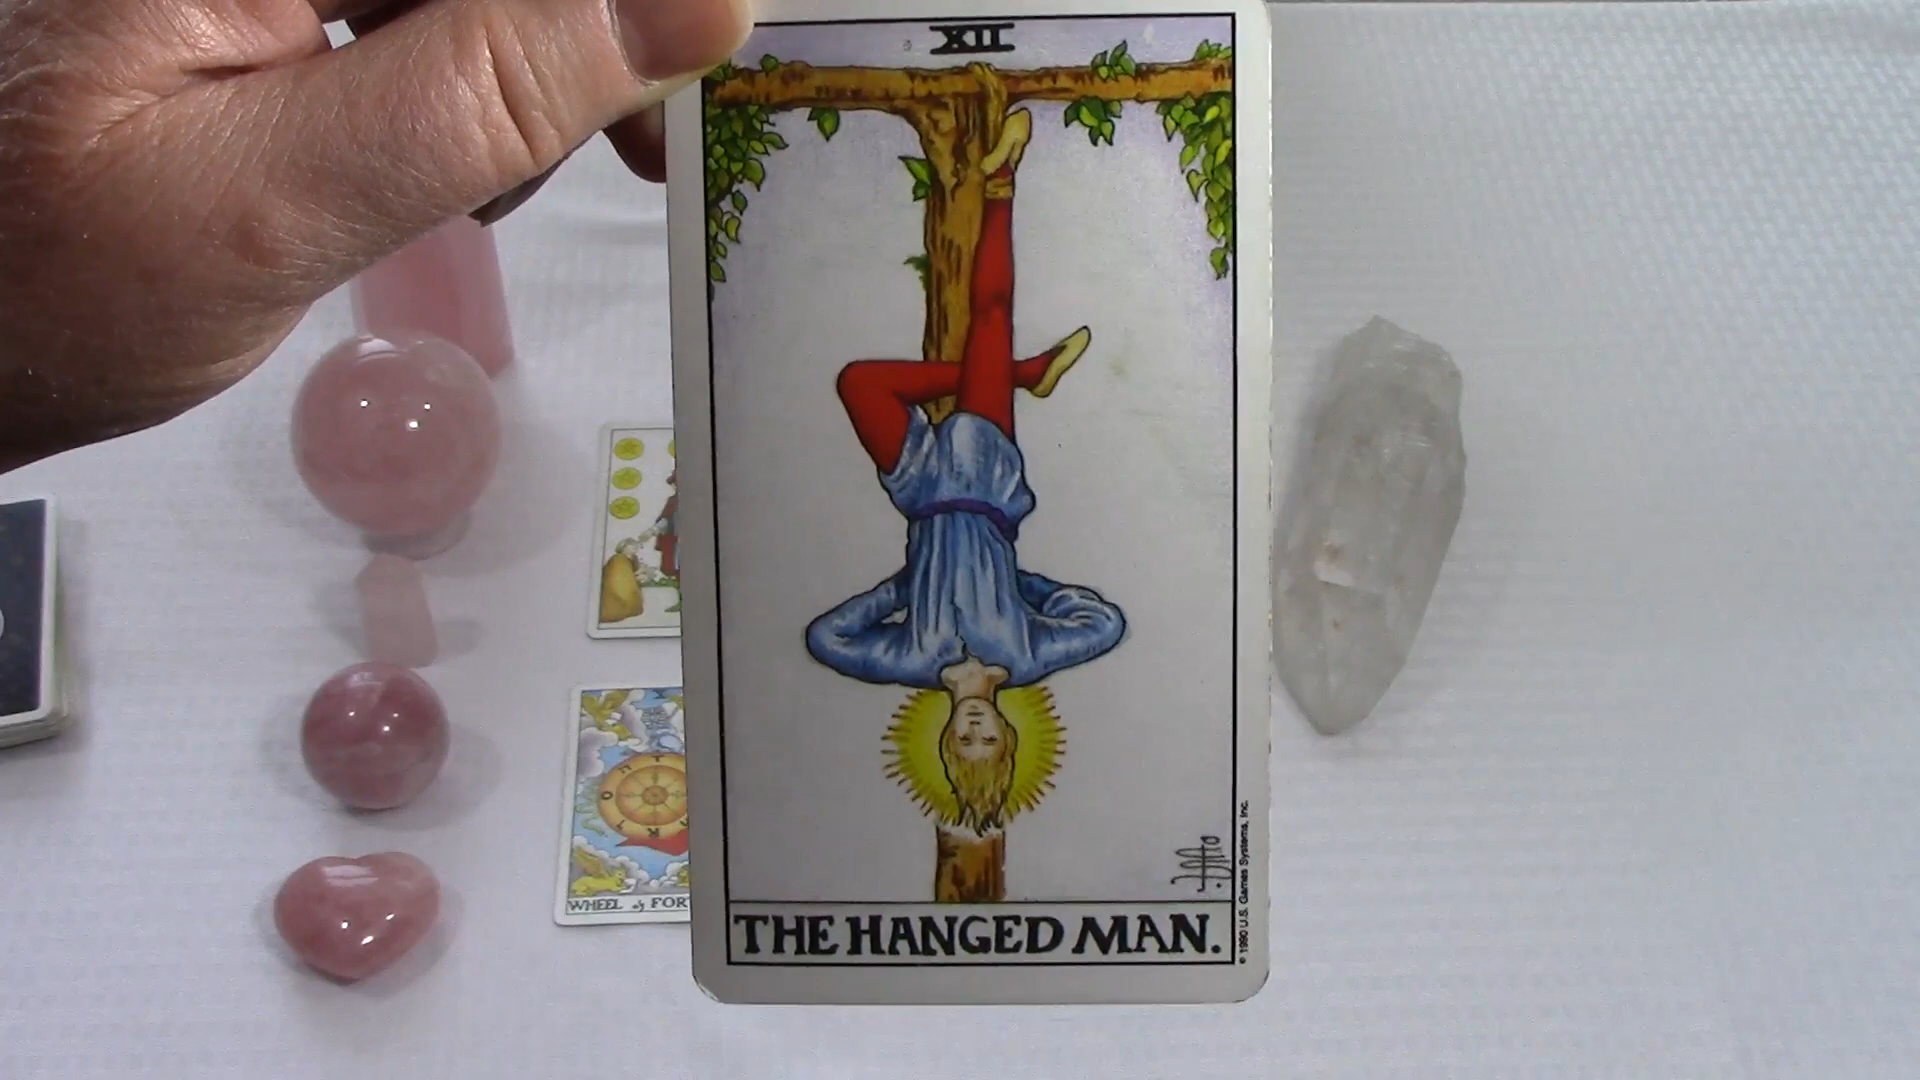 XII
THE HANGED MAN.
© 1990 U.S. Games Systems, Inc.
WHEEL of FOR